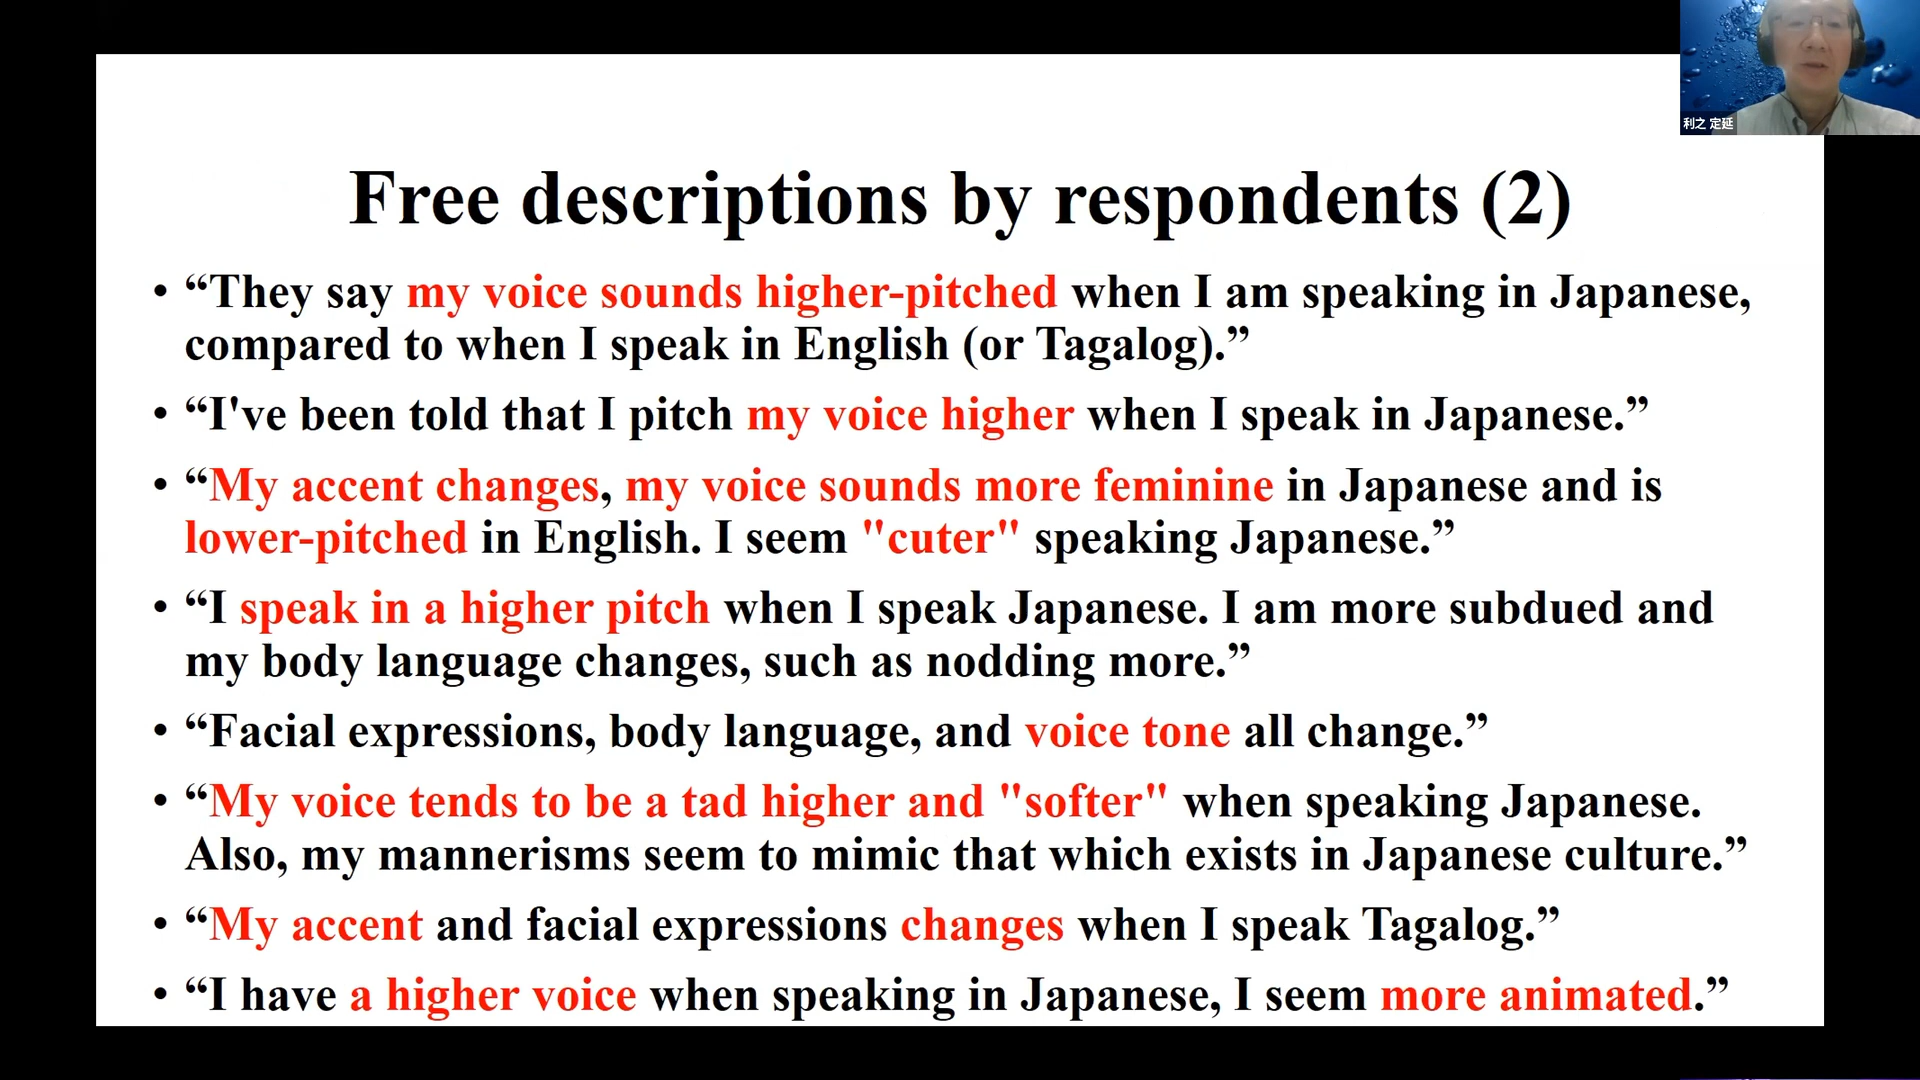 利之 定延
Free descriptions by respondents (2)
• “They say my voice sounds higher-pitched when I am speaking in Japanese,
compared to when I speak in English (or Tagalog).”
• “I've been told that I pitch my voice higher when I speak in Japanese.”
• “My accent changes, my voice sounds more feminine in Japanese and is
lower-pitched in English. I seem "cuter" speaking Japanese.”
• “I speak in a higher pitch when I speak Japanese. I am more subdued and
my body language changes, such as nodding more.”
• “Facial expressions, body language, and voice tone all change.”
• “My voice tends to be a tad higher and "softer" when speaking Japanese.
Also, my mannerisms seem to mimic that which exists in Japanese culture.”
• “My accent and facial expressions changes when I speak Tagalog.”
• “I have a higher voice when speaking in Japanese, I seem more animated.”